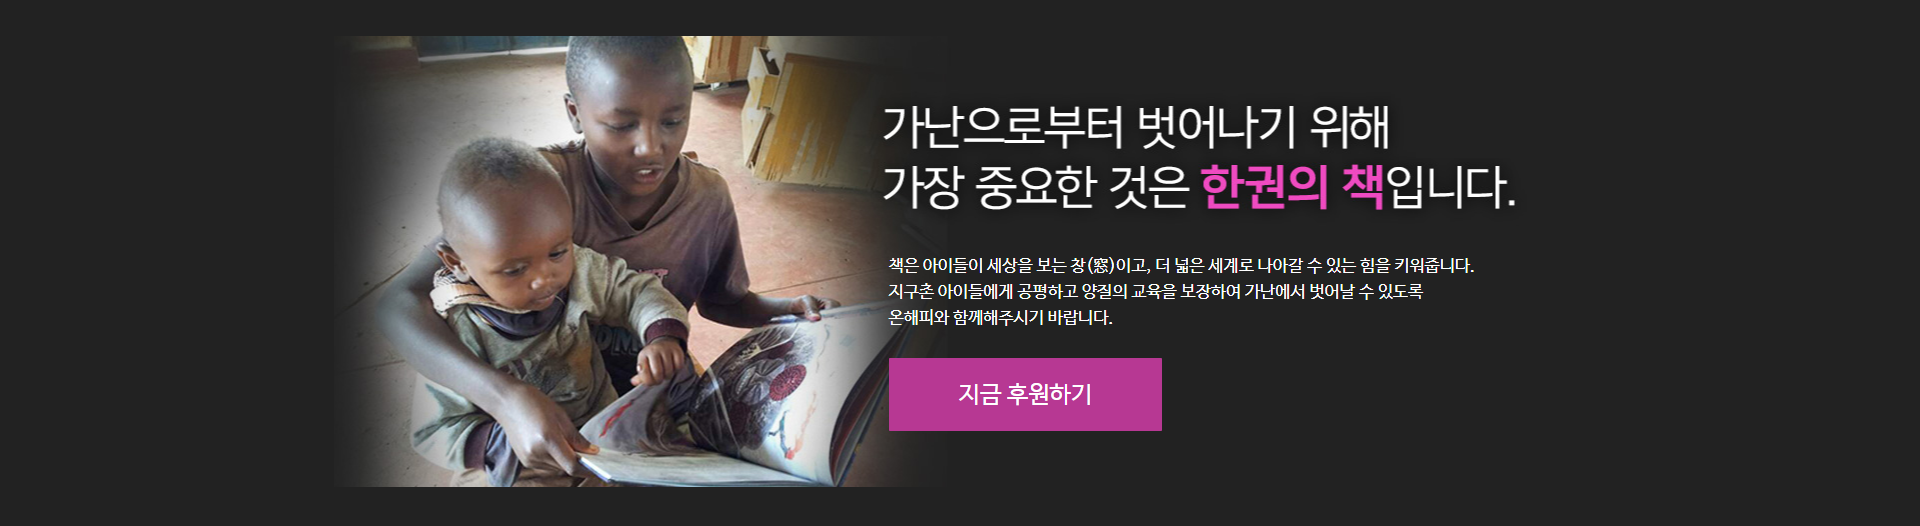 가난으로부터 벗어나기 위해
가장 중요한 것은 한권의 책입니다.
책은 아이들이 세상을 보는 창(窓)이고, 더 넓은 세계로 나아갈 수 있는 힘을 키워줍니다.
지구촌 아이들에게 공평하고 양질의 교육을 보장하여 가난에서 벗어날 수 있도록
온해피와 함께해주시기 바랍니다.
지금 후원하기